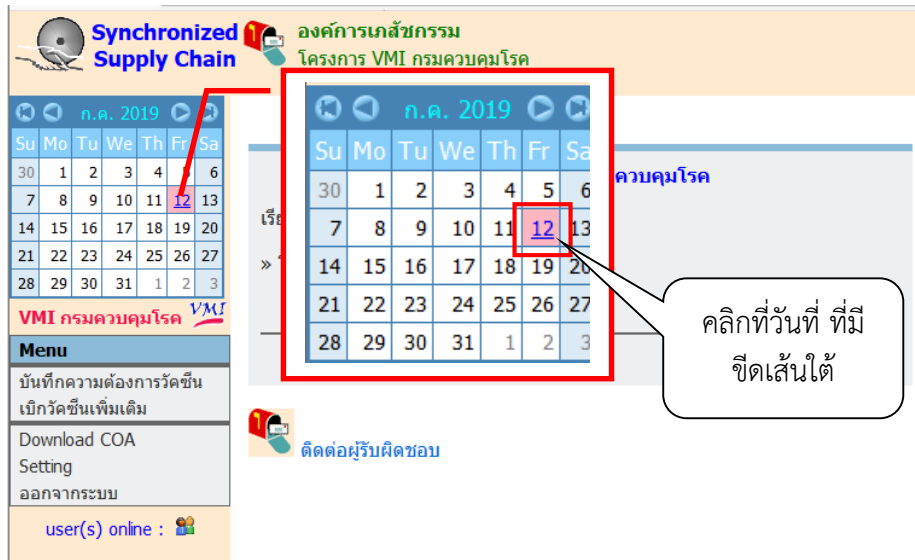 Synchronized
Supply Chain
องค์การเภสัชกรรม
โครงการ VMI กรมควบคุมโรค
ก.ค. 2019
Su Mo Tu We Th Fr Sa
30 1 2 3 4 5 6
7 8 9 10 11 12 13
14 15 16 17 18 19 20
21 22 23 24 25 26 27
28 29 30 31 1 2 3
VMI กรมควบคุมโรค VMI
Menu
บันทึกความต้องการวัคซีน
เบิกวัคซีนเพิ่มเติม
Download COA
Setting
ออกจากระบบ
user(s) online :
ก.ค. 2019
Su Mo Tu We Th Fr Sa
30 1 2 3 4 5 6
7 8 9 10 11 12 13
14 15 16 17 18 19 20
21 22 23 24 25 26 27
28 29 30 31 1 2 3
ควบคุมโรค
»
คลิกที่วันที่ ที่มี
ขีดเส้นใต้
ติดต่อผู้รับผิดชอบ